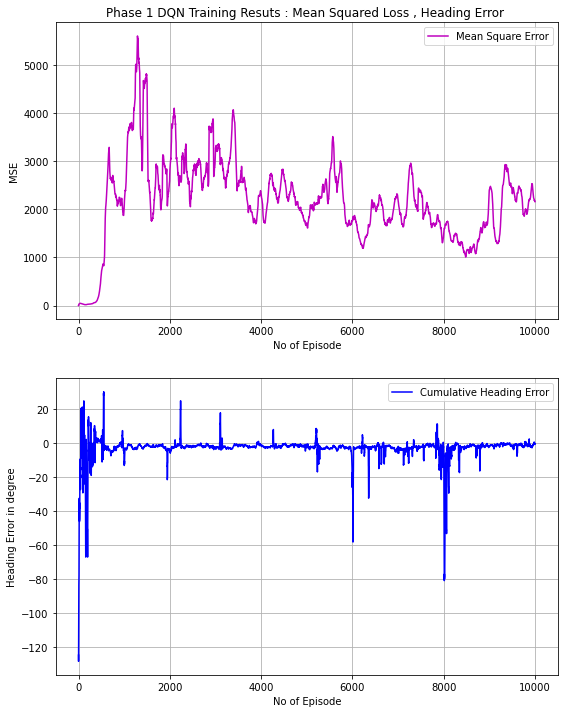 Phase 1 DQN Training Resuts : Mean Squared Loss , Heading Error
Mean Square Error
5000
4000
3000
2000
1000
0
MSE
0 2000 4000 6000 8000 10000
No of Episode
Cumulative Heading Error
20
0
−20
−40
−60
−80
−100
−120
Heading Error in degree
0 2000 4000 6000 8000 10000
No of Episode